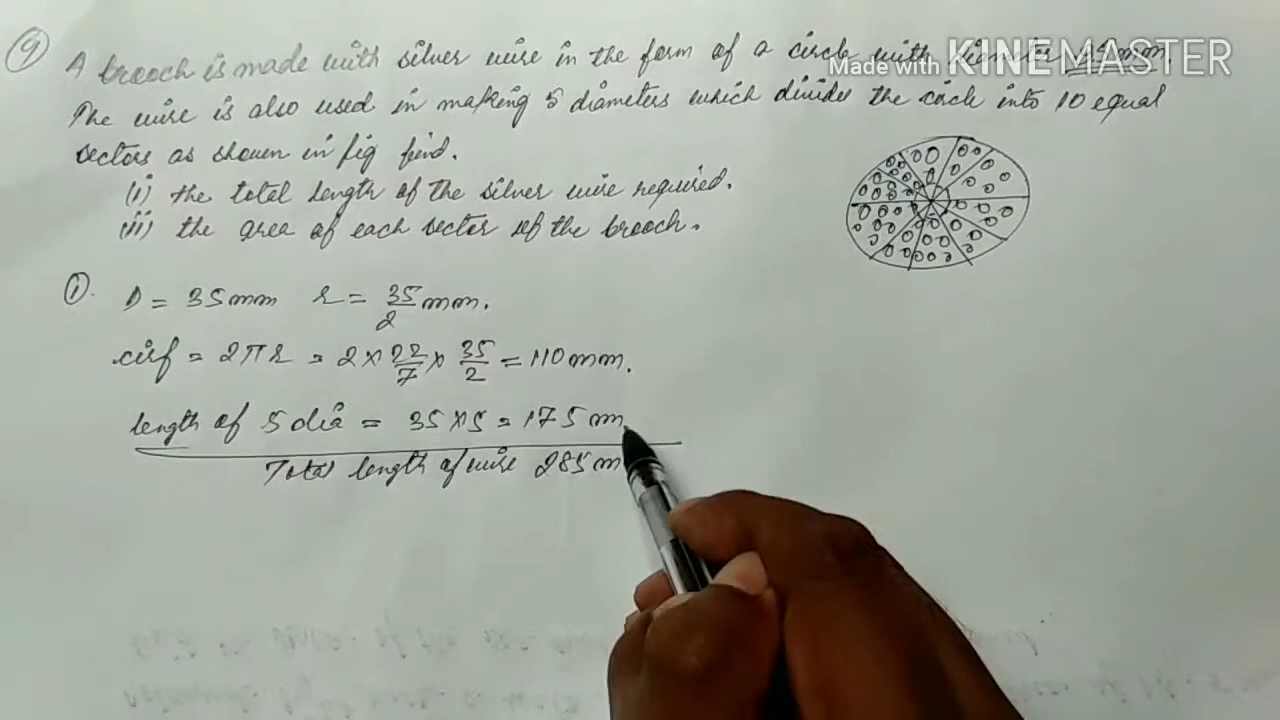 9 A brooch is made with silver wire in the form of a circle with
Made with KINEMASTER
The wire is also used in making 5 diameters which divides the circle into 10 equal
sectors as shown in fig find.
(i) the total length of the silver wire required.
(ii) the area of each sector of the brooch.
(i). D = 35mm r = 35/2 mm.
cirf = 2πr = 2 × 22/7 × 35/2 = 110mm.
length of 5 dia = 35×5 = 175 mm
Total length of wire 285 m